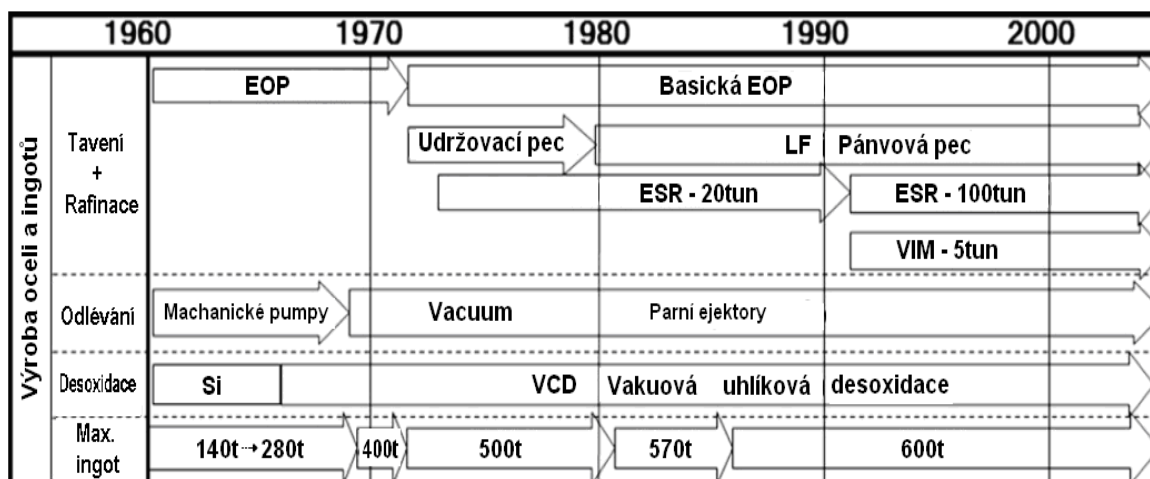 1960 1970 1980 1990 2000
Výroba oceli a ingotů
Tavení
+
Rafinace
EOP Basická EOP
Udržovací pec LF Pánvová pec
ESR - 20tun ESR - 100tun
VIM - 5tun
Odlévání Machanické pumpy Vacuum Parní ejektory
Desoxidace Si VCD Vakuová uhlíková desoxidace
Max.
ingot
140t→280t 400t 500t 570t 600t